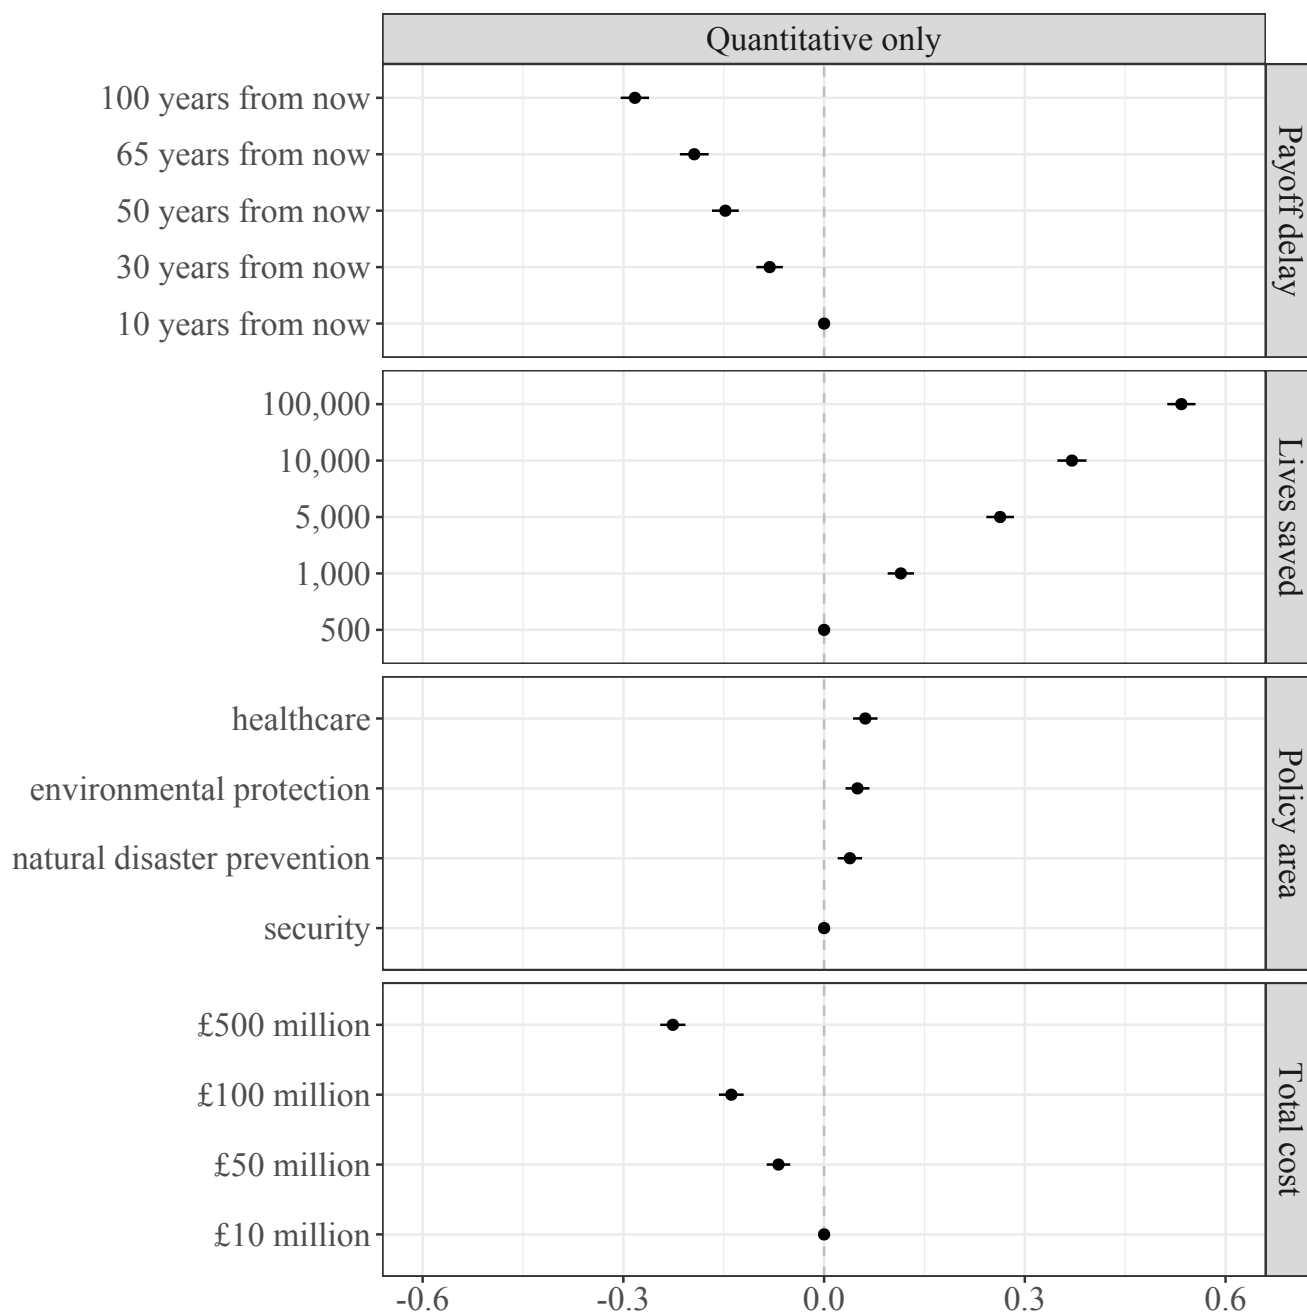 Quantitative only
100 years from now
65 years from now
50 years from now
30 years from now
10 years from now
Payoff delay
100,000
10,000
5,000
1,000
500
Lives saved
healthcare
environmental protection
natural disaster prevention
security
Policy area
£500 million
£100 million
£50 million
£10 million
Total cost
-0.6 -0.3 0.0 0.3 0.6